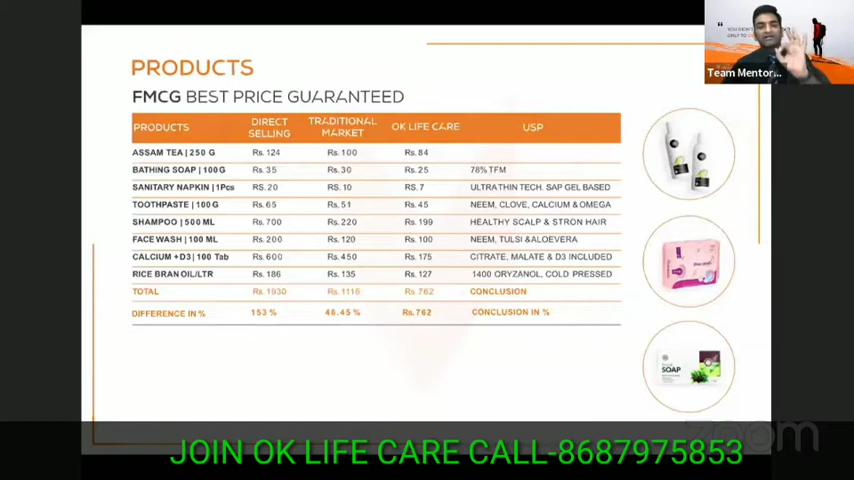 Team Mentor...
PRODUCTS
FMCG BEST PRICE GUARANTEED
PRODUCTS DIRECT SELLING TRADITIONAL MARKET OK LIFE CARE USP
ASSAM TEA | 250 G Rs. 124 Rs. 100 Rs. 84
BATHING SOAP | 100G Rs. 35 Rs. 30 Rs. 25 78% TFM
SANITARY NAPKIN | 1Pcs RS. 20 RS. 10 RS. 7 ULTRATHIN TECH. SAP GEL BASED
TOOTHPASTE | 100 G Rs. 65 Rs. 51 Rs. 45 NEEM, CLOVE, CALCIUM & OMEGA
SHAMPOO | 500 ML Rs. 700 Rs. 220 Rs. 199 HEALTHY SCALP & STRON HAIR
FACE WASH | 100 ML Rs. 200 Rs. 120 Rs. 100 NEEM, TULSI &ALOEVERA
CALCIUM +D3 | 100 Tab Rs. 600 Rs. 450 Rs. 175 CITRATE, MALATE & D3 INCLUDED
RICE BRAN OIL/LTR Rs. 186 Rs. 135 Rs. 127 1400 ORYZANOL, COLD PRESSED
TOTAL Rs. 1930 Rs. 1116 Rs. 762 CONCLUSION
DIFFERENCE IN % 153 % 46.45 % Rs.762 CONCLUSION IN %
SOAP
zoom
JOIN OK LIFE CARE CALL-8687975853